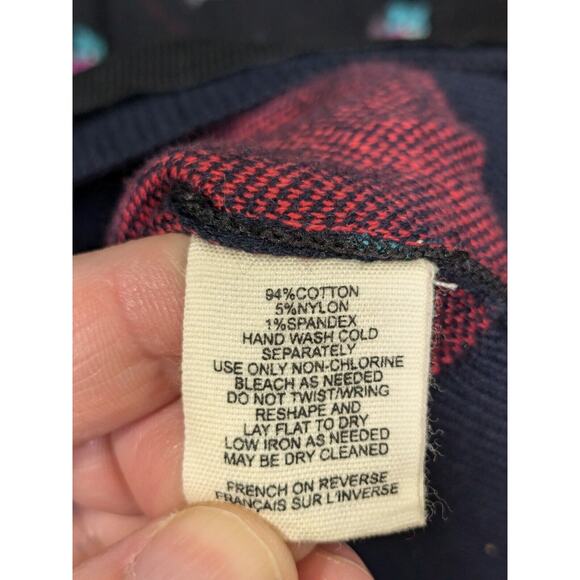 94%COTTON
5%NYLON
1%SPANDEX
HAND WASH COLD
SEPARATELY
USE ONLY NON-CHLORINE
BLEACH AS NEEDED
DO NOT TWIST/WRING
RESHAPE AND
LAY FLAT TO DRY
LOW IRON AS NEEDED
MAY BE DRY CLEANED
FRENCH ON REVERSE
FRANÇAIS SUR L'INVERSE